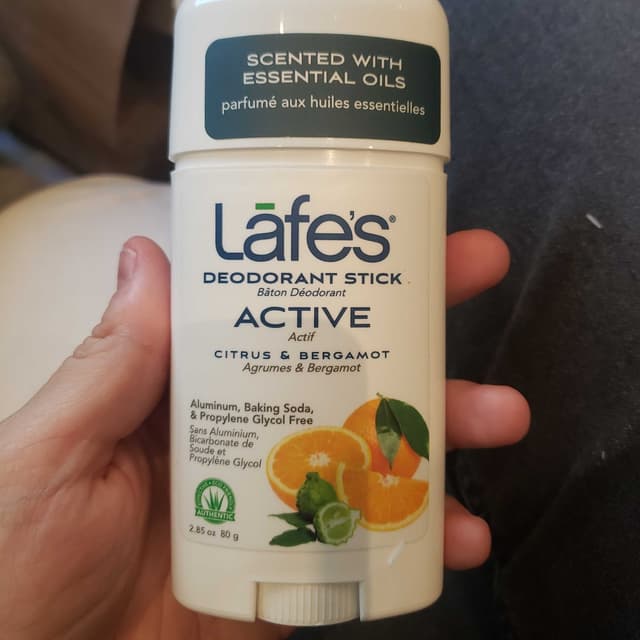 SCENTED WITH
ESSENTIAL OILS
parfumé aux huiles essentielles
Lāfe's®
DEODORANT STICK
Bâton Déodorant
ACTIVE
Actif
CITRUS & BERGAMOT
Agrumes & Bergamot
Aluminum, Baking Soda,
& Propylene Glycol Free
Sans Aluminium,
Bicarbonate de
Soude et
Propylène Glycol
AUTHENTIC
2.85 oz 80 g